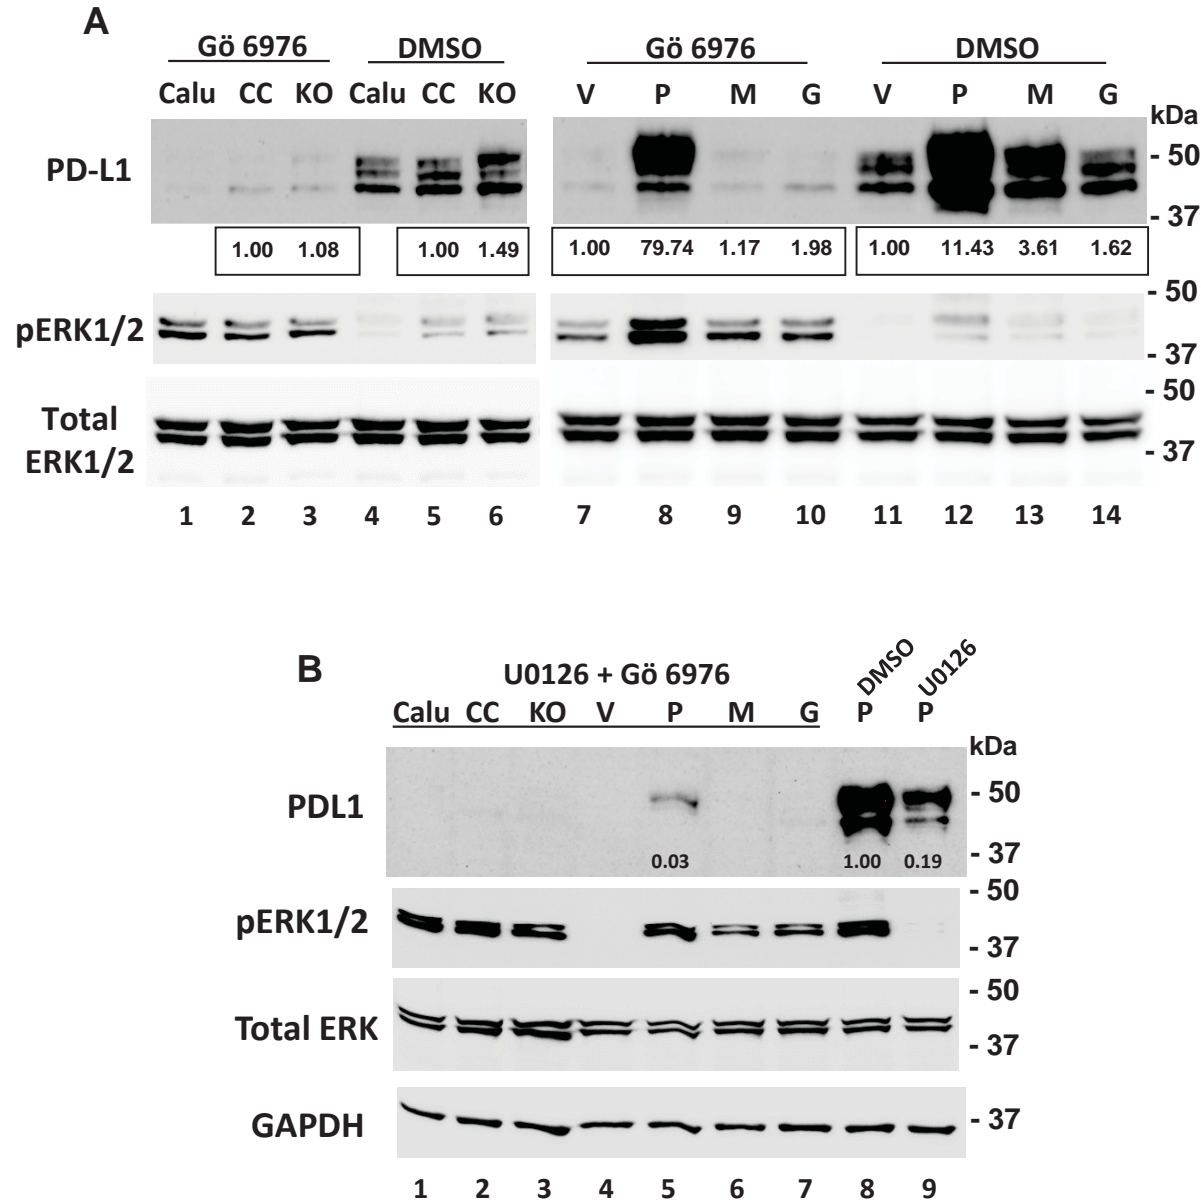 A
Gö 6976 DMSO Gö 6976 DMSO
Calu CC KO Calu CC KO V P M G V P M G
kDa
PD-L1
- 50
- 37
1.00 1.08 1.00 1.49 1.00 79.74 1.17 1.98 1.00 11.43 3.61 1.62
- 50
pERK1/2
- 37
- 50
Total
ERK1/2
- 37
1 2 3 4 5 6 7 8 9 10 11 12 13 14
B
U0126 + Gö 6976 DMSO U0126
Calu CC KO V P M G P P
kDa
PDL1
- 50
- 37
0.03 1.00 0.19
- 50
pERK1/2
- 37
- 50
Total ERK
- 37
GAPDH
- 37
1 2 3 4 5 6 7 8 9